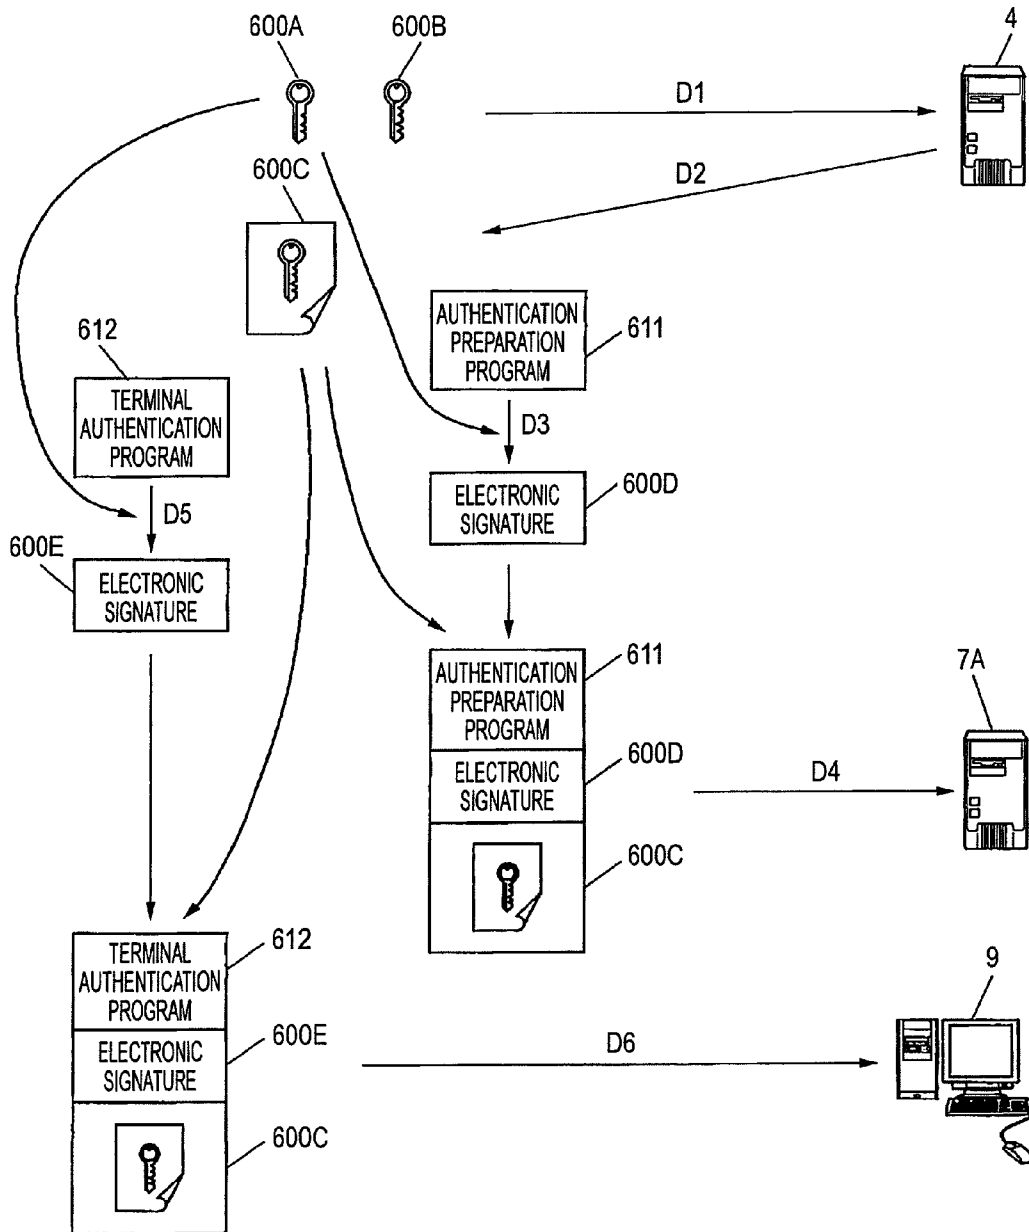 600A
600B
4
D1
D2
600C
612
AUTHENTICATION
PREPARATION
PROGRAM
611
TERMINAL
AUTHENTICATION
PROGRAM
D3
D5
ELECTRONIC
SIGNATURE
600D
600E
ELECTRONIC
SIGNATURE
AUTHENTICATION
PREPARATION
PROGRAM
611
7A
ELECTRONIC
SIGNATURE
600D
D4
600C
TERMINAL
AUTHENTICATION
PROGRAM
612
9
ELECTRONIC
SIGNATURE
600E
D6
600C